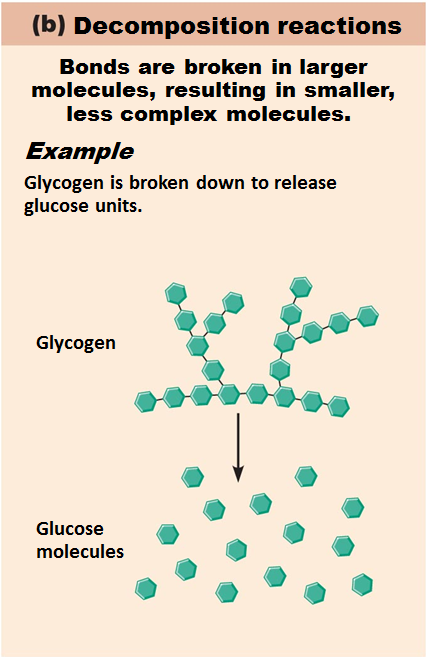 (b) Decomposition reactions
Bonds are broken in larger
molecules, resulting in smaller,
less complex molecules.
Example
Glycogen is broken down to release
glucose units.
Glycogen
Glucose
molecules